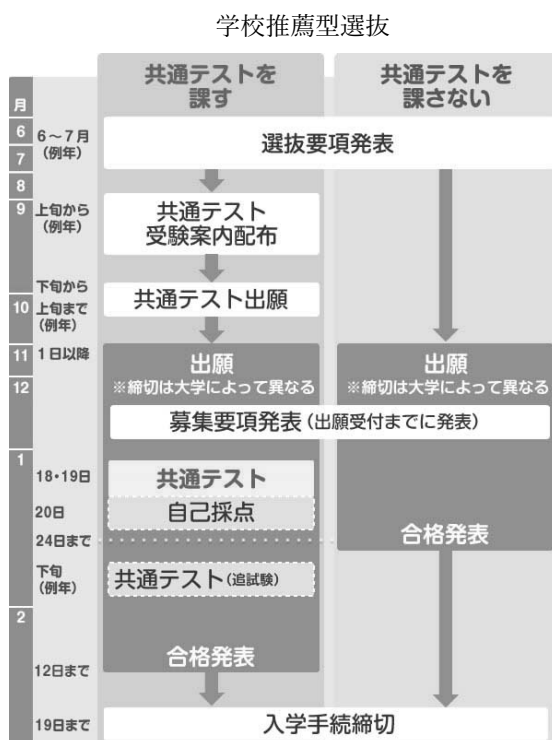 学校推薦型選抜
共通テストを
課す
共通テストを
課さない
月
6
7
6～7月
(例年)
選抜要項発表
8
9
上旬から
(例年)
共通テスト
受験案内配布
下旬から
10
上旬まで
(例年)
共通テスト出願
11
1日以降
出願
※締切は大学によって異なる
出願
※締切は大学によって異なる
12
募集要項発表(出願受付までに発表)
1
18・19日
共通テスト
20日
自己採点
24日まで
合格発表
下旬
(例年)
共通テスト(追試験)
2
12日まで
合格発表
19日まで
入学手続締切